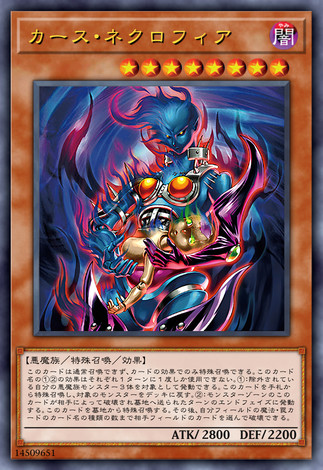 カース・ネクロフィア
やみ
闇
【悪魔族／特殊召喚／効果】
このカードは通常召喚できず、カードの効果でのみ特殊召喚できる。このカード
名の①②の効果はそれぞれ１ターンに１度しか使用できない。①：除外されてい
る自分の悪魔族モンスター３体を対象として発動できる。このカードを手札か
ら特殊召喚し、対象のモンスターをデッキに戻す。②：モンスターゾーンのこの
カードが相手によって破壊され墓地へ送られたターンのエンドフェイズに発動
する。このカードを墓地から特殊召喚する。その後、自分フィールドの魔法・罠カ
ードのカード名の種類の数まで相手フィールドのカードを選んで破壊できる。
ATK/ 2800 DEF/2200
14509651